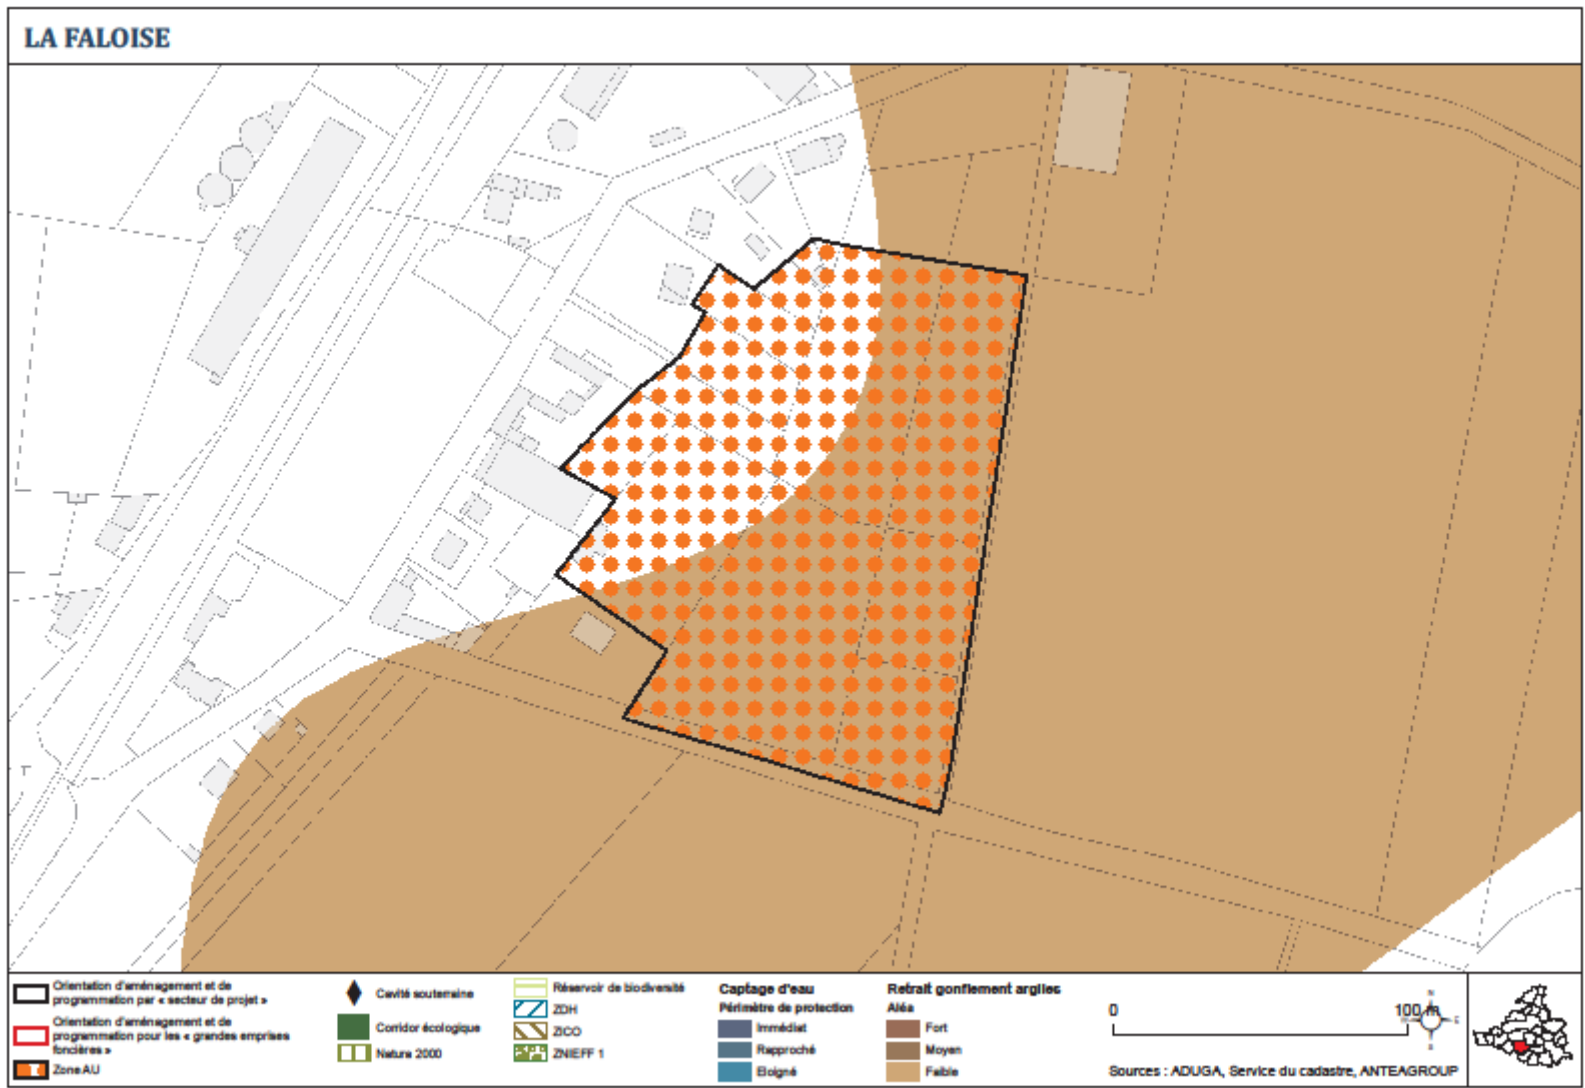 LA FALOISE
Orientation d'aménagement et de
programmation par « secteur de projet »
Orientation d'aménagement et de
programmation pour les « grandes emprises
foncières »
Zone AU
Cavité souterraine
Corridor écologique
Natura 2000
Réservoir de biodiversité
ZDH
ZICO
ZNIEFF 1
Captage d'eau
Périmètre de protection
Immédiat
Rapproché
Eloigné
Retrait gonflement argiles
Aléa
Fort
Moyen
Faible
0
100 m
N
E
S
Sources : ADUGA, Service du cadastre, ANTEAGROUP